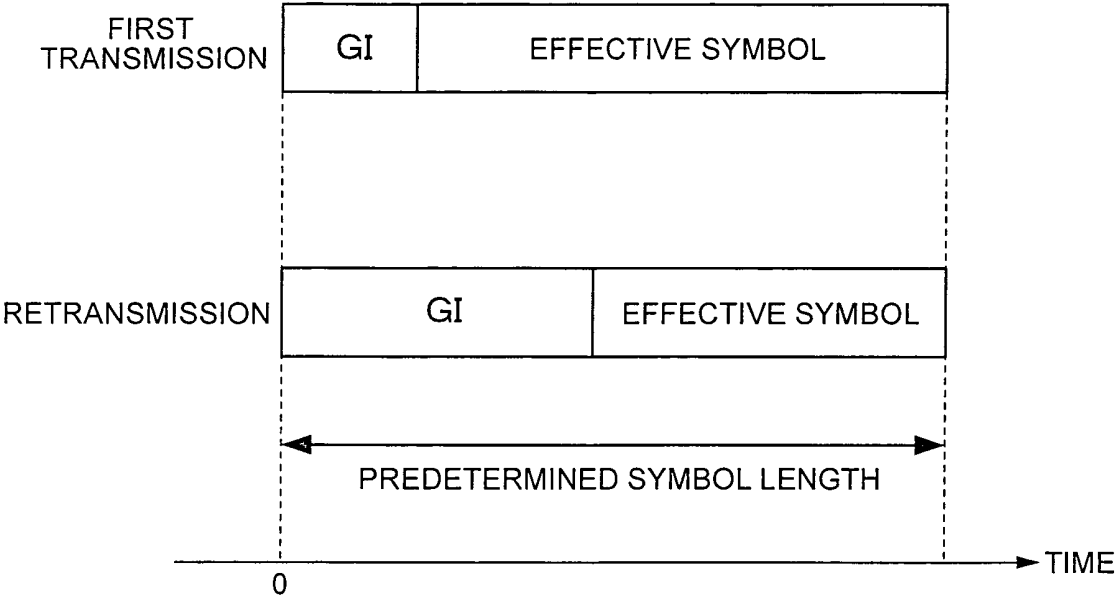 FIRST
TRANSMISSION
GI
EFFECTIVE SYMBOL
RETRANSMISSION
GI
EFFECTIVE SYMBOL
PREDETERMINED SYMBOL LENGTH
TIME
0